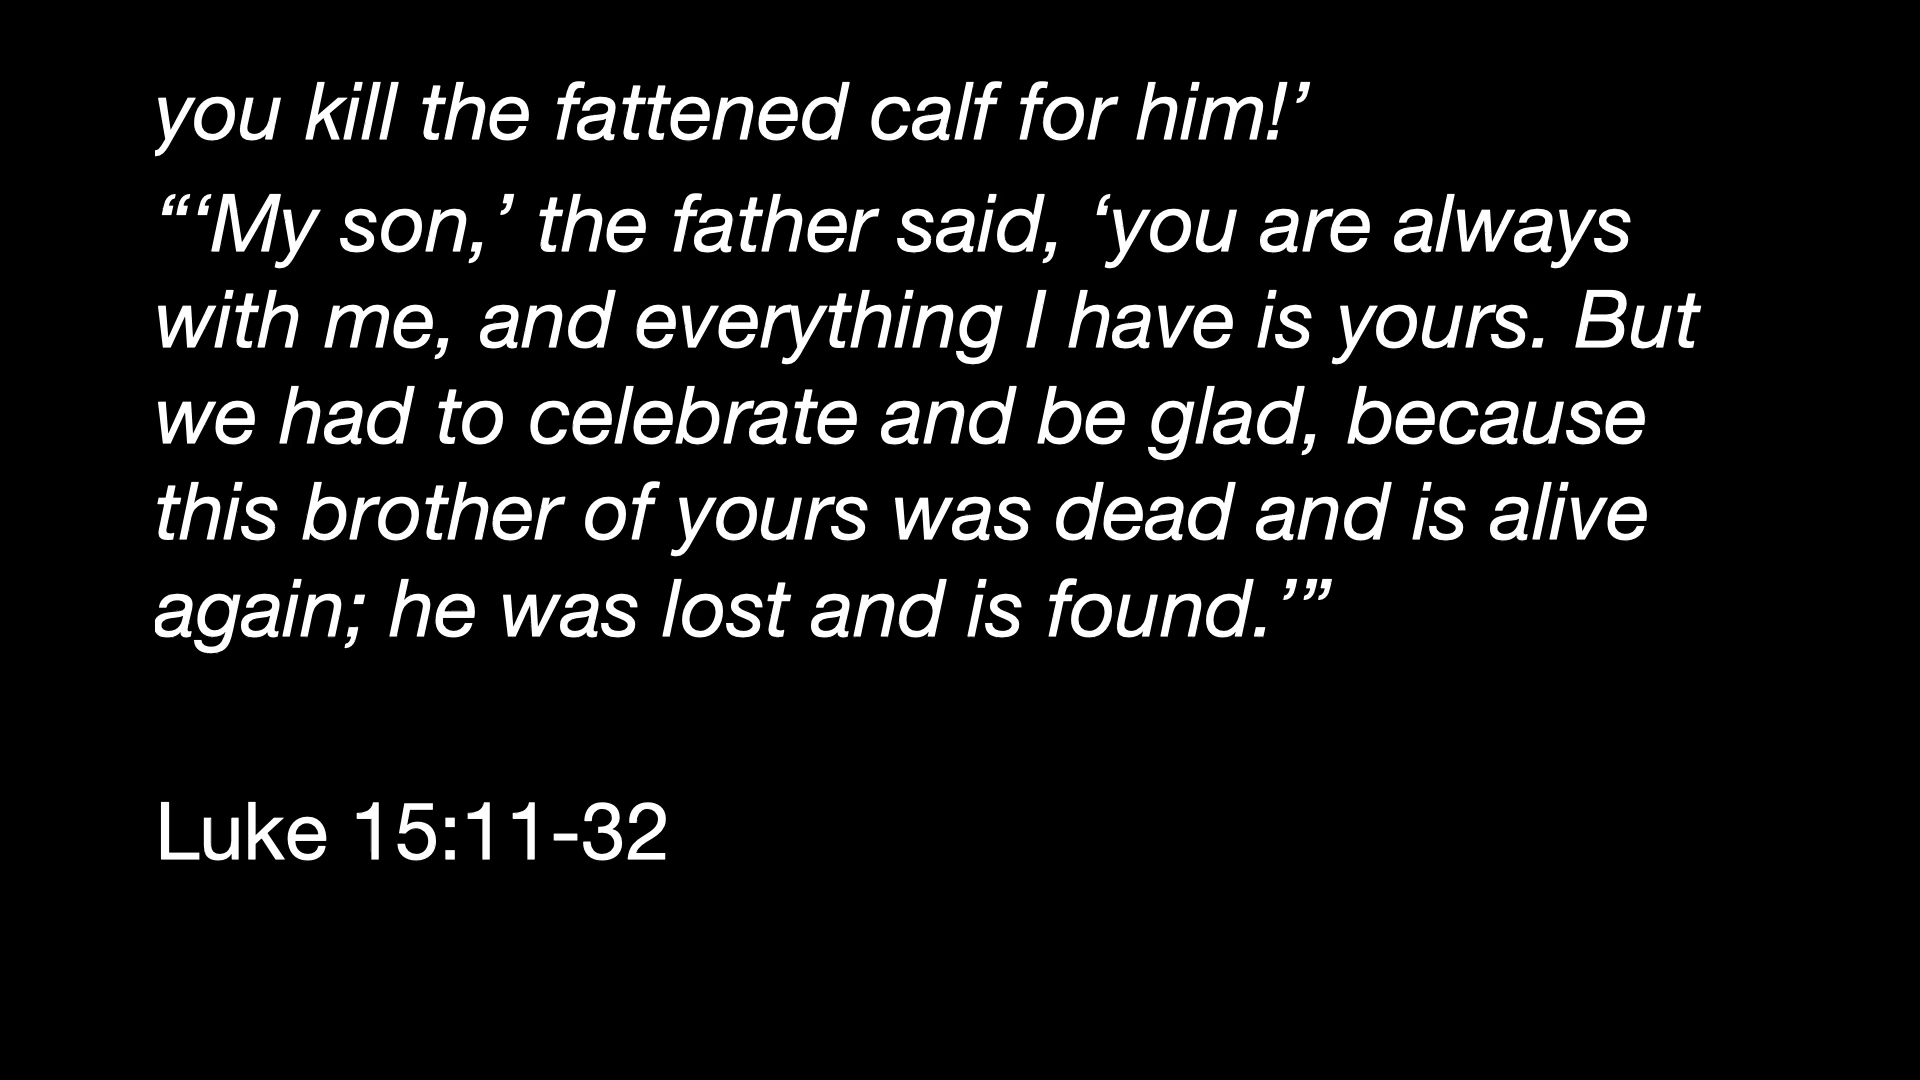 you kill the fattened calf for him!’
“‘My son,’ the father said, ‘you are always
with me, and everything I have is yours. But
we had to celebrate and be glad, because
this brother of yours was dead and is alive
again; he was lost and is found.’”
Luke 15:11-32